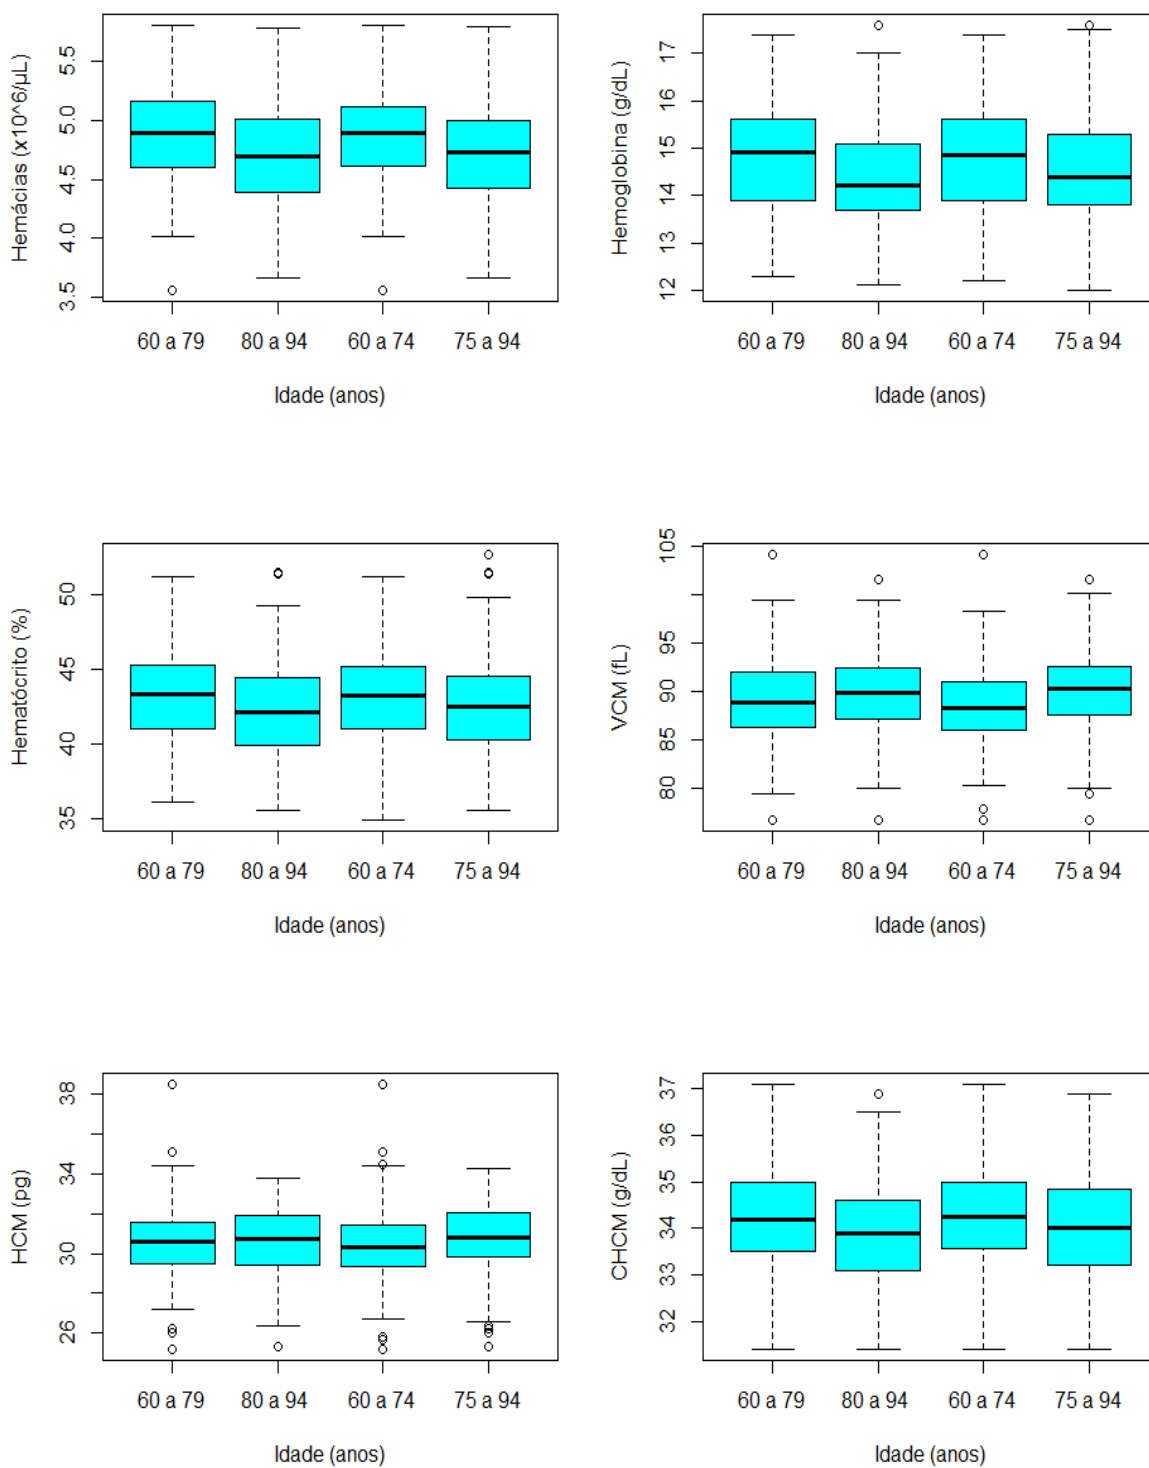 Hemácias (x10^6/µL)
5.5
5.0
4.5
4.0
3.5
60 a 79 80 a 94 60 a 74 75 a 94
Idade (anos)
Hemoglobina (g/dL)
17
16
15
14
13
12
60 a 79 80 a 94 60 a 74 75 a 94
Idade (anos)
Hematócrito (%)
50
45
40
35
60 a 79 80 a 94 60 a 74 75 a 94
Idade (anos)
VCM (fL)
105
95
90
85
80
60 a 79 80 a 94 60 a 74 75 a 94
Idade (anos)
HCM (pg)
38
34
30
26
60 a 79 80 a 94 60 a 74 75 a 94
Idade (anos)
CHCM (g/dL)
37
36
35
34
33
32
60 a 79 80 a 94 60 a 74 75 a 94
Idade (anos)